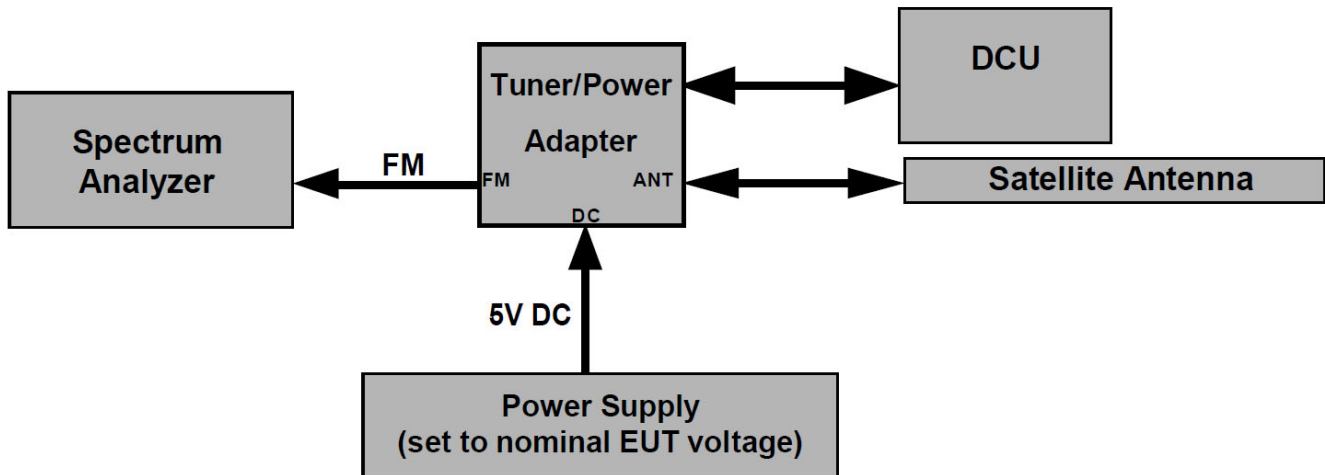 DCU
Tuner/Power
Adapter
Spectrum
Analyzer
FM
FM
ANT
Satellite Antenna
DC
5V DC
Power Supply
(set to nominal EUT voltage)